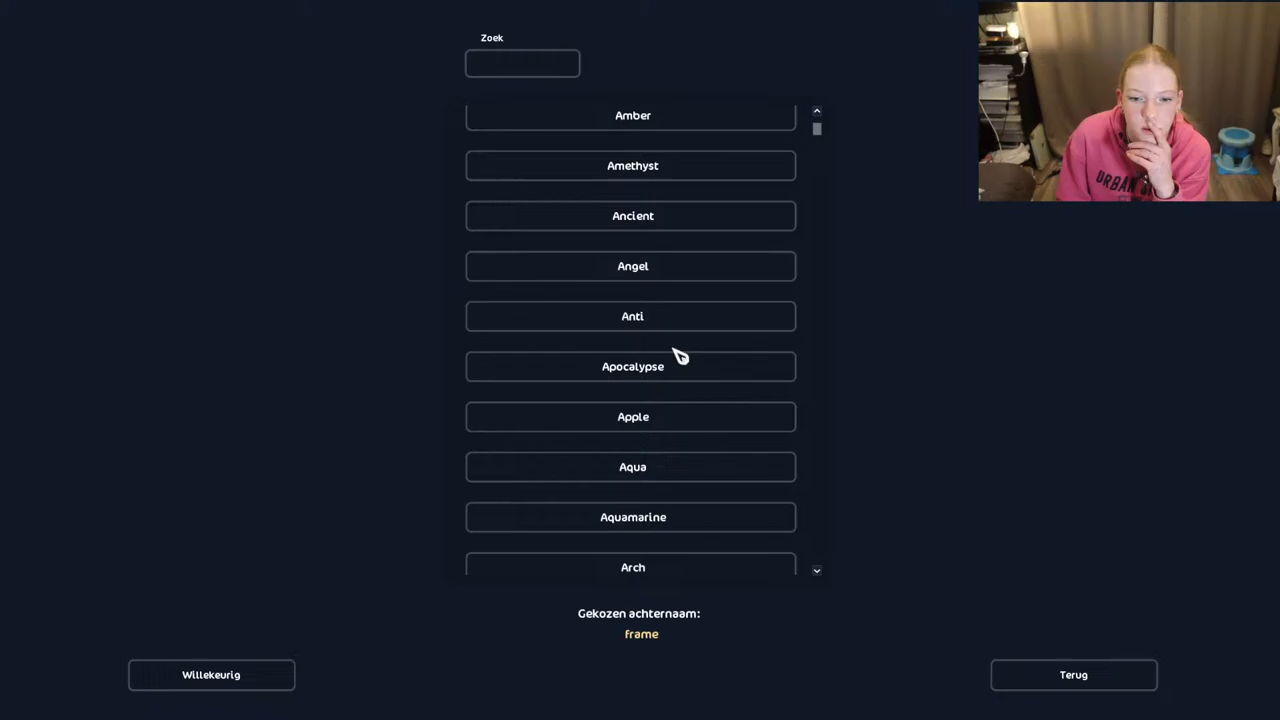 Zoek
Amber
Amethyst
Ancient
Angel
Anti
Apocalypse
Apple
Aqua
Aquamarine
Arch
Gekozen achternaam:
frame
Willekeurig
Terug